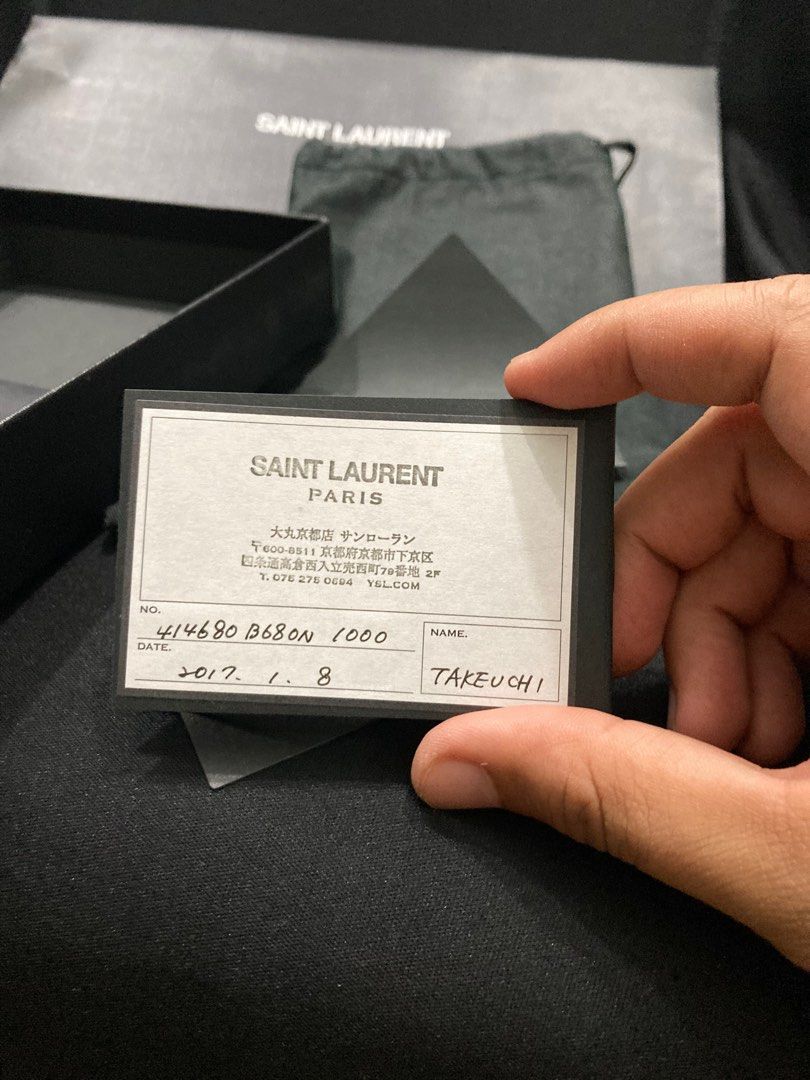 SAINT LAURENT
SAINT LAURENT
PARIS
大丸京都店 サンローラン
〒600-8511 京都府京都市下京区
四条通高倉西入立売西町79番地 2F
T. 075 275 0694 YSL.COM
NO.
414680 B680N 1000
DATE.
2017. 1. 8
NAME.
TAKEUCHI